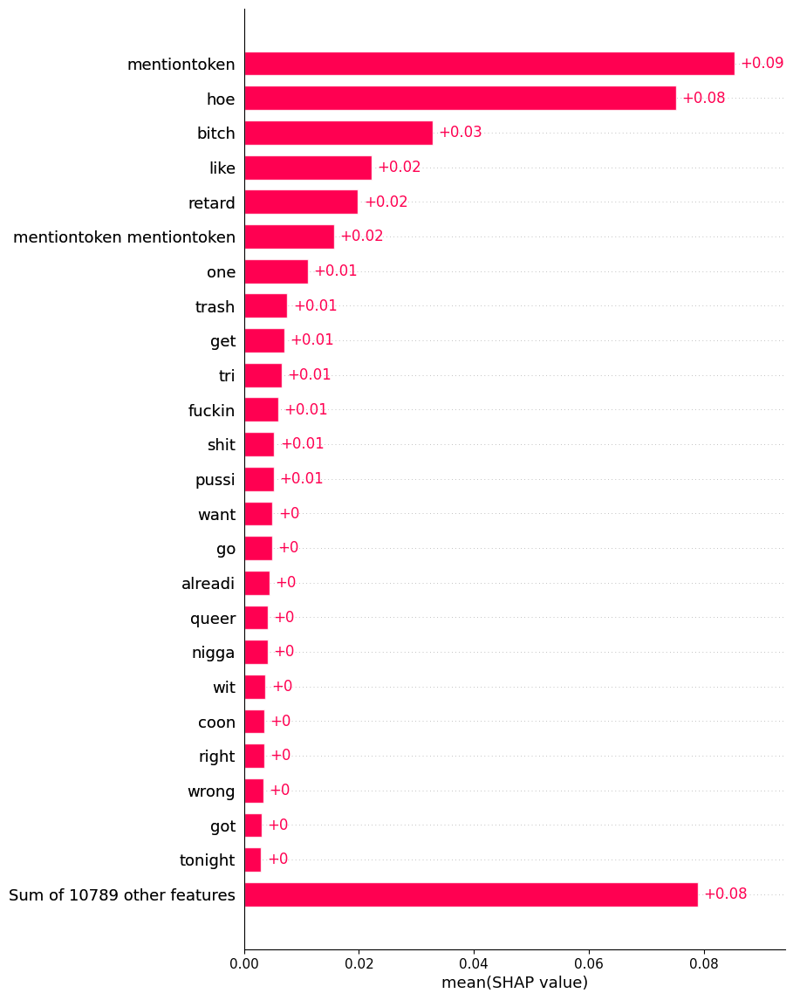 mentiontoken +0.09
hoe +0.08
bitch +0.03
like +0.02
retard +0.02
mentiontoken mentiontoken +0.02
one +0.01
trash +0.01
get +0.01
tri +0.01
fuckin +0.01
shit +0.01
pussi +0.01
want +0
go +0
alreadi +0
queer +0
nigga +0
wit +0
coon +0
right +0
wrong +0
got +0
tonight +0
Sum of 10789 other features +0.08
0.00 0.02 0.04 0.06 0.08
mean(SHAP value)